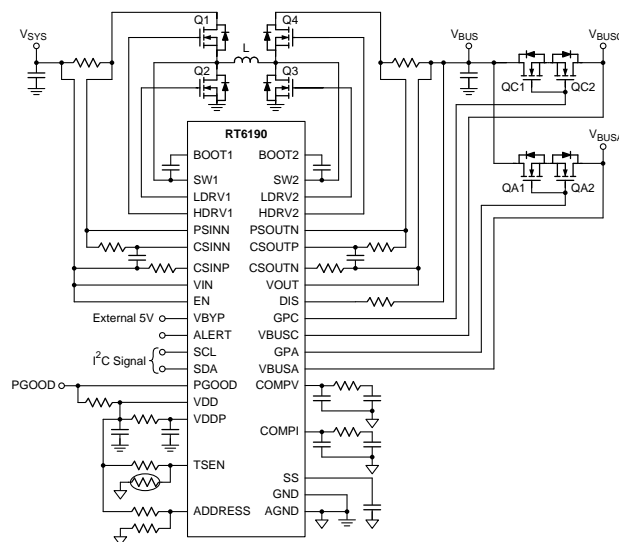 Q1
Q4
VSYS
L
VBUS
VBUSC
Q2
Q3
QC1
QC2
RT6190
VBUSA
BOOT1
BOOT2
SW1
SW2
QA1
QA2
LDRV1
LDRV2
HDRV1
HDRV2
PSINN
PSOUTN
CSINN
CSOUTP
CSINP
CSOUTN
VIN
VOUT
EN
DIS
External 5V
VBYP
GPC
ALERT
VBUSC
I2C Signal
SCL
GPA
SDA
VBUSA
PGOOD
PGOOD
COMPV
VDD
VDDP
COMPI
TSEN
SS
GND
ADDRESS
AGND